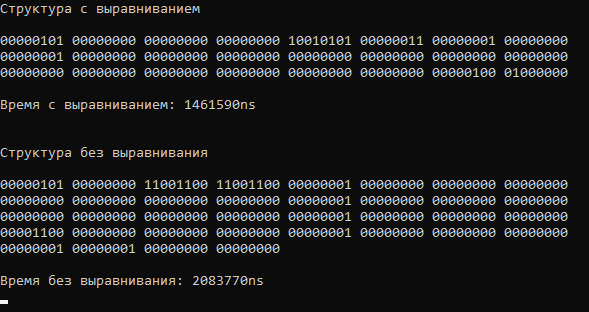 Структура с выравниванием
00000101 00000000 00000000 00000000 10010101 00000011 00000001 00000000
00000001 00000000 00000000 00000000 00000000 00000000 00000000 00000000
00000000 00000000 00000000 00000000 00000000 00000000 00000100 01000000
Время с выравниванием: 1461590ns
Структура без выравнивания
00000101 00000000 11001100 11001100 00000001 00000000 00000000 00000000
00000000 00000000 00000000 00000000 00000001 00000000 00000000 00000000
00000000 00000000 00000000 00000000 00000001 00000000 00000000 00000000
00001100 00000000 00000000 00000000 00000001 00000000 00000000 00000000
00000001 00000001 00000000 00000000
Время без выравнивания: 2083770ns